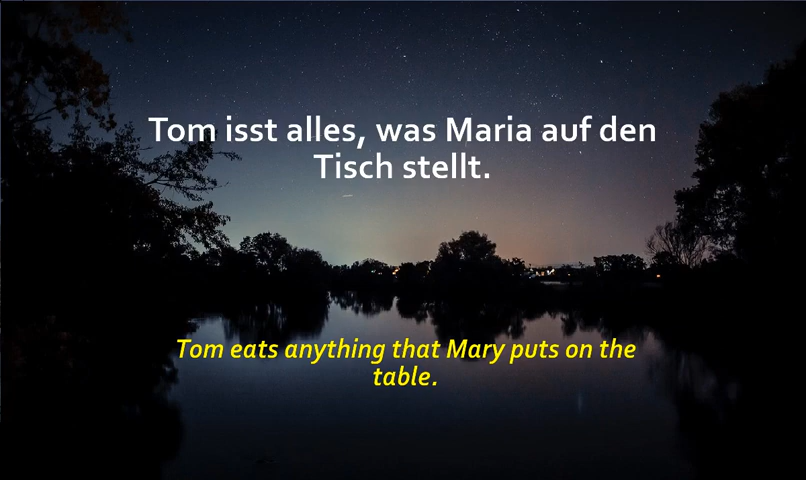 Tom isst alles, was Maria auf den
Tisch stellt.
Tom eats anything that Mary puts on the
table.